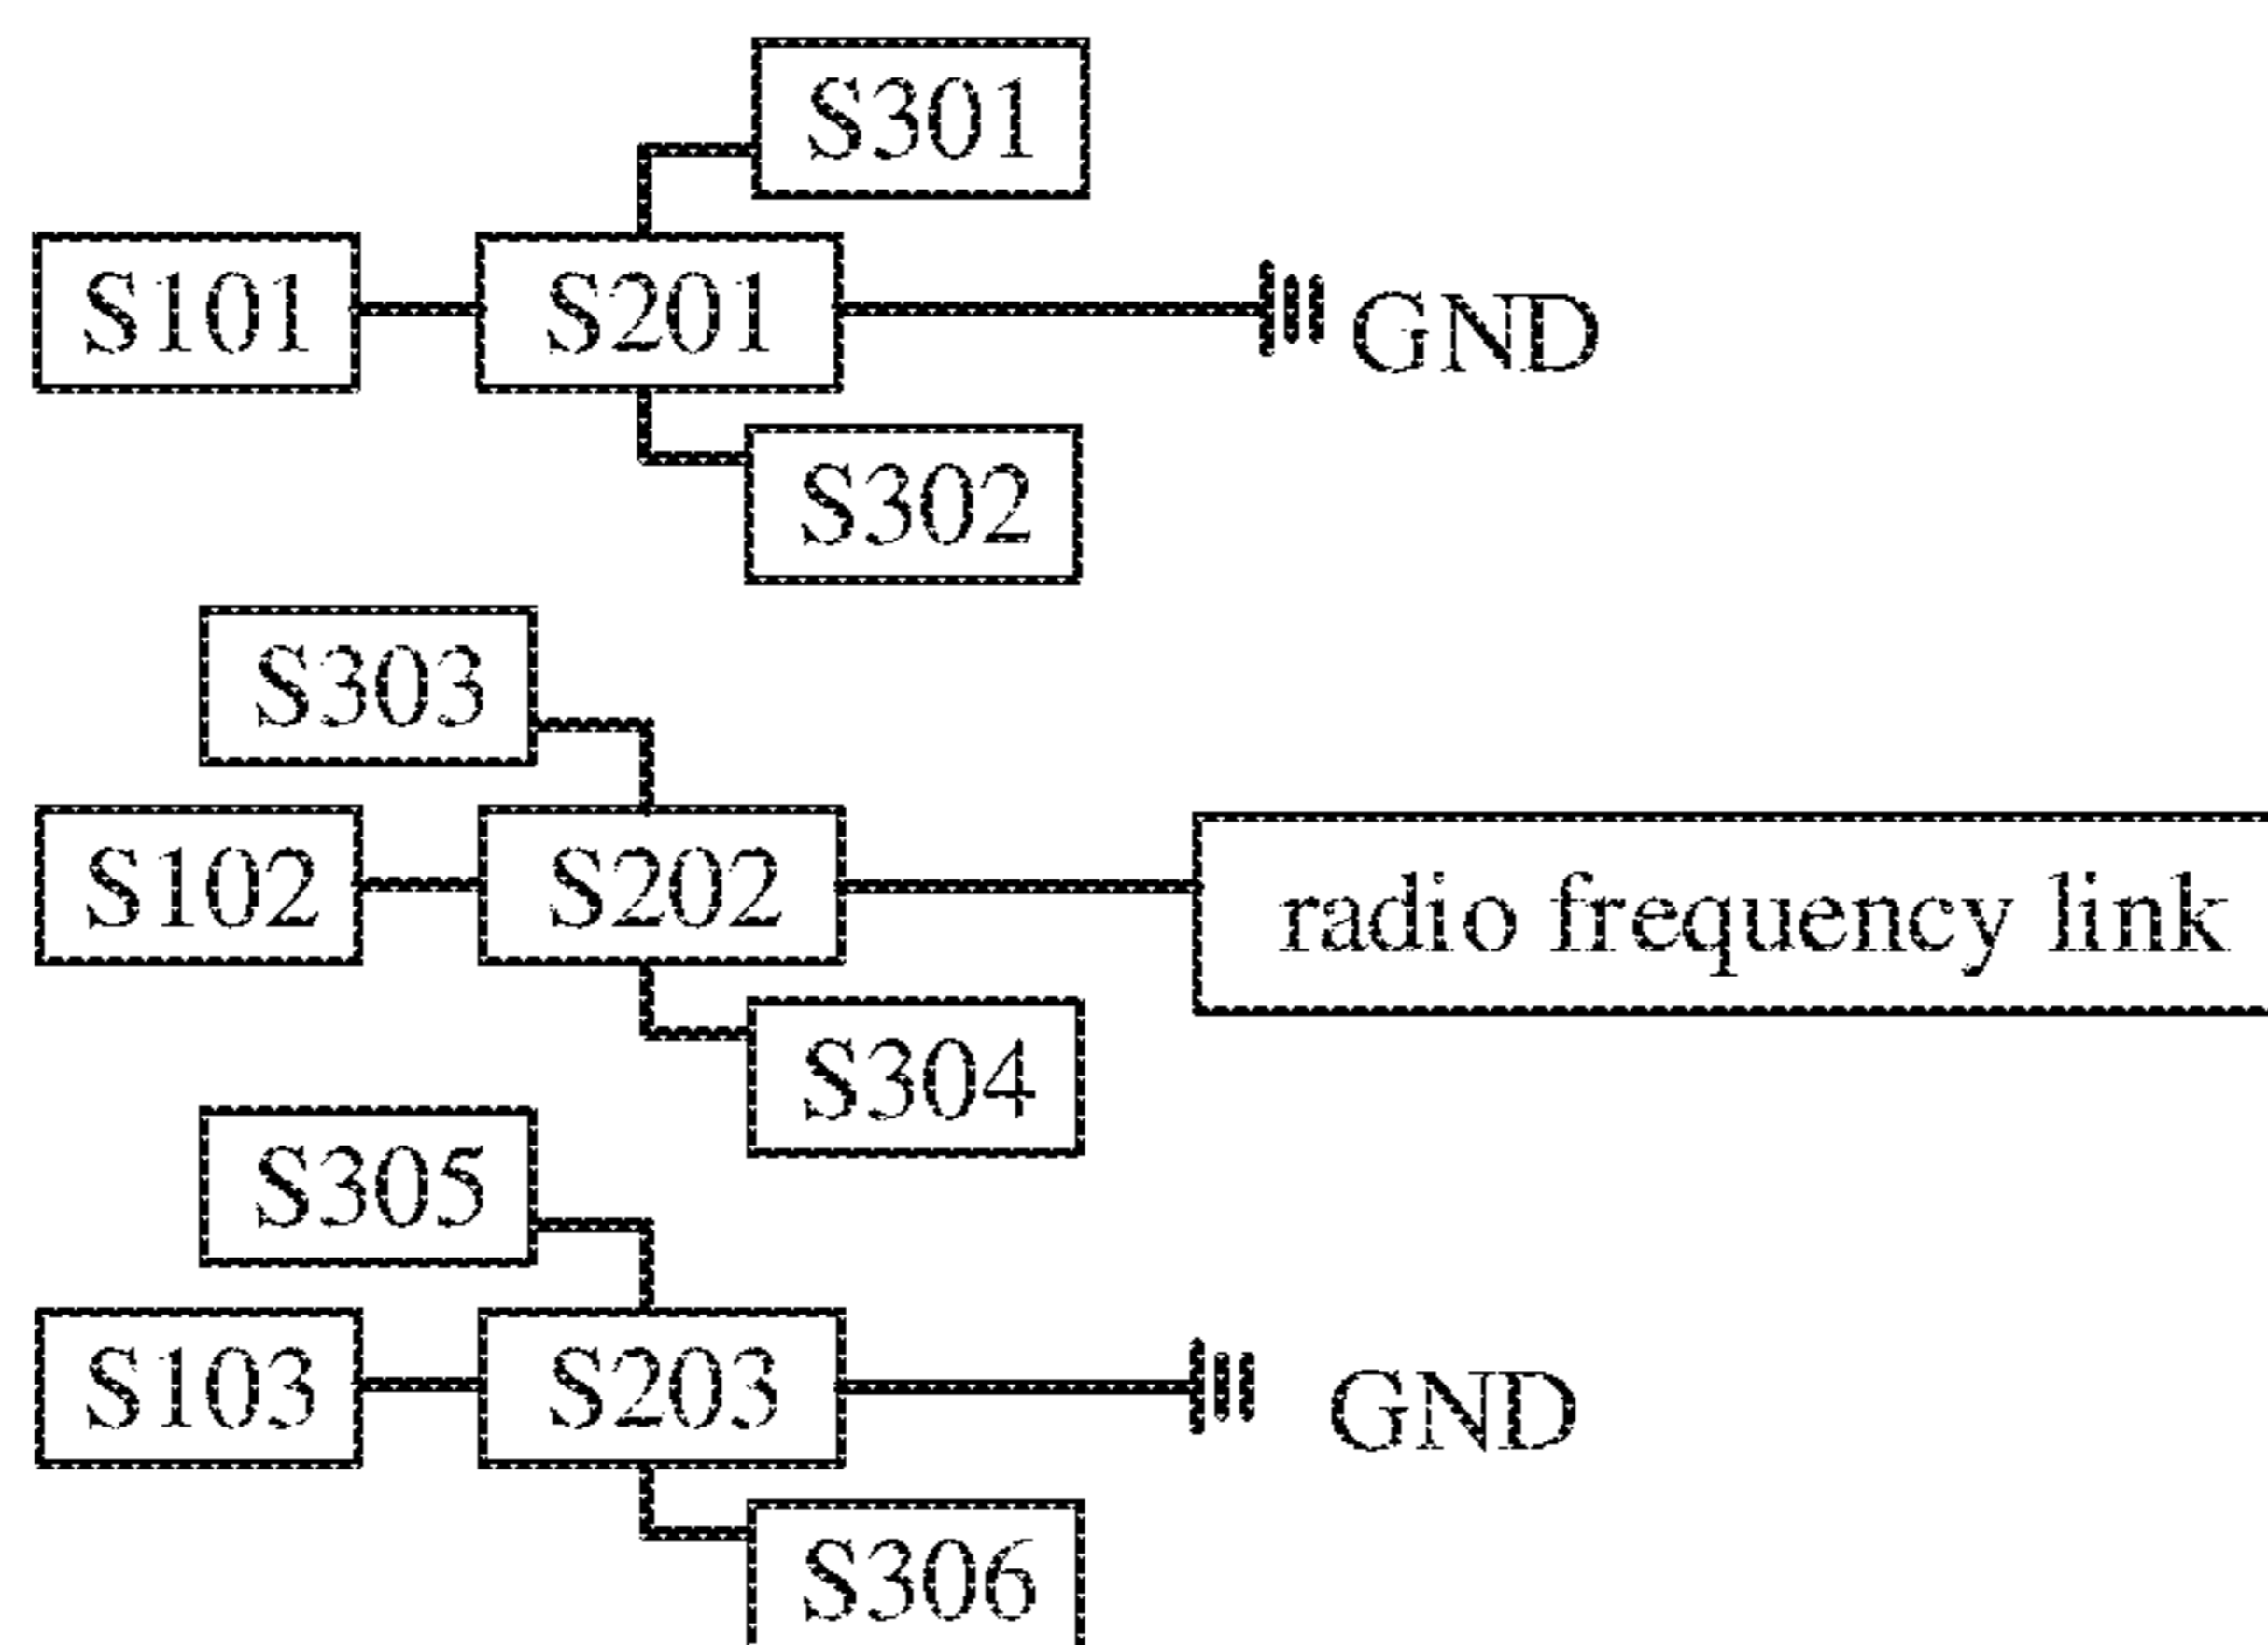 S301
S101 S201 GND
S302
S303
S102 S202 radio frequency link
S304
S305
S103 S203 GND
S306